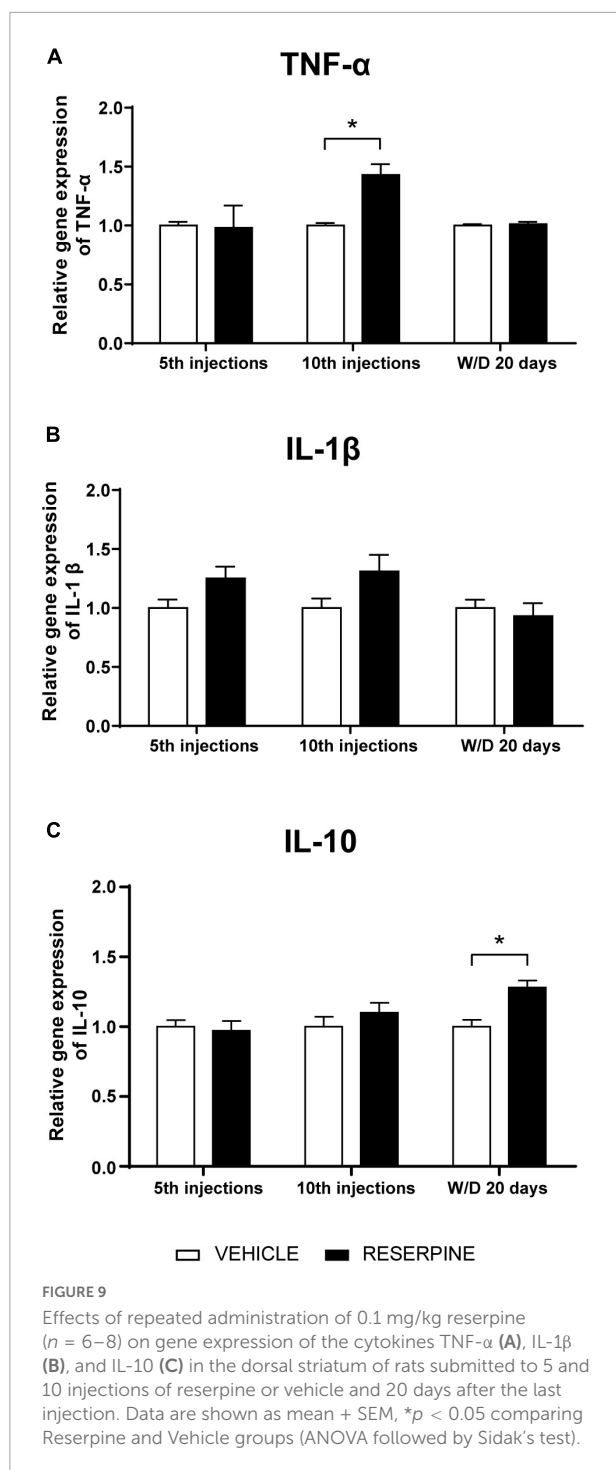 A
TNF-α
Relative gene expression
of TNF-α
2.0
1.5
1.0
0.5
0.0
*
5th injections 10th injections W/D 20 days
B
IL-1β
Relative gene expression
of IL-1 β
2.0
1.5
1.0
0.5
0.0
5th injections 10th injections W/D 20 days
C
IL-10
Relative gene expression
of IL-10
2.0
1.5
1.0
0.5
0.0
*
5th injections 10th injections W/D 20 days
VEHICLE RESERPINE
FIGURE 9
Effects of repeated administration of 0.1 mg/kg reserpine
(n = 6–8) on gene expression of the cytokines TNF-α (A), IL-1β
(B), and IL-10 (C) in the dorsal striatum of rats submitted to 5 and
10 injections of reserpine or vehicle and 20 days after the last
injection. Data are shown as mean + SEM, *p < 0.05 comparing
Reserpine and Vehicle groups (ANOVA followed by Sidak's test).